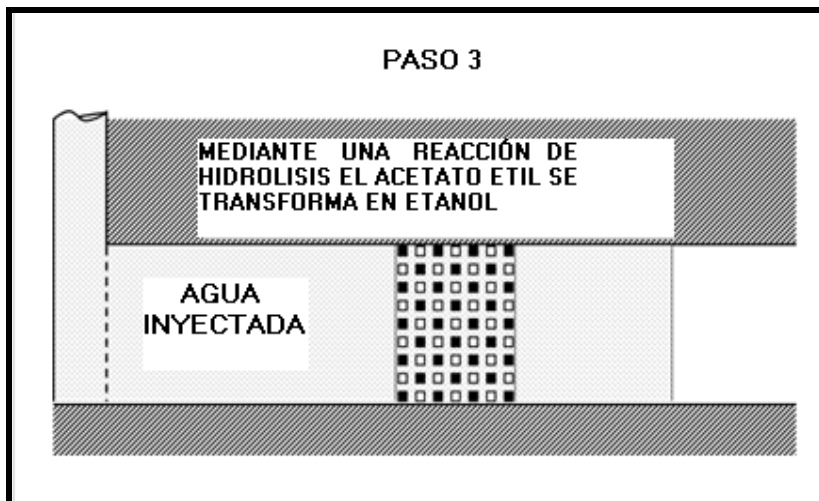 PASO 3
MEDIANTE UNA REACCIÓN DE
HIDROLISIS EL ACETATO ETIL SE
TRANSFORMA EN ETANOL
AGUA
INYECTADA